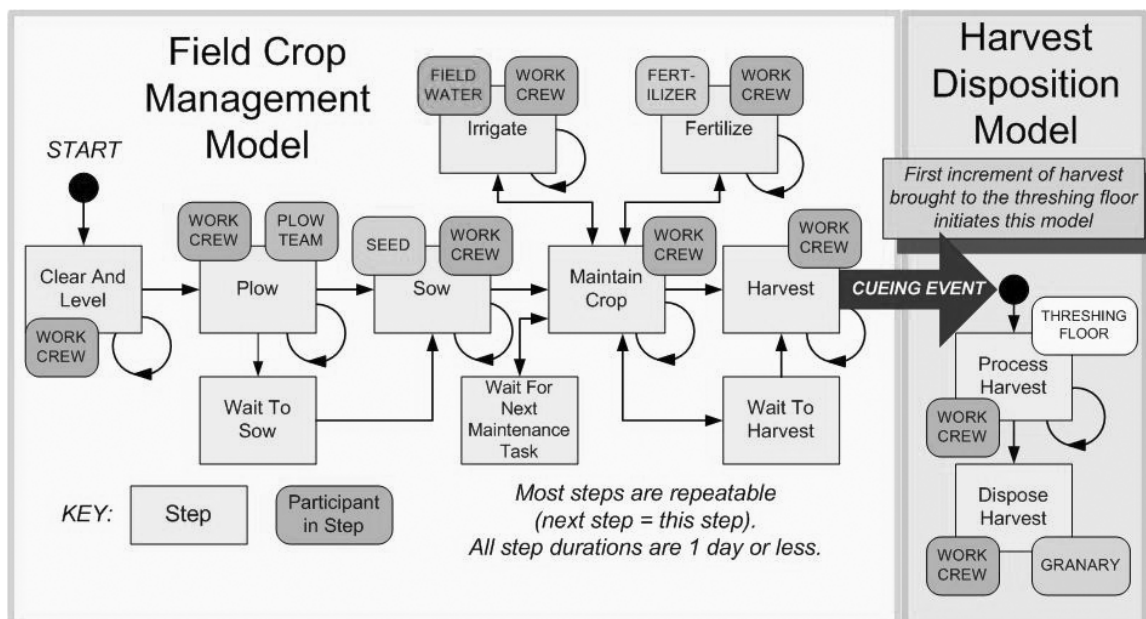 Field Crop
Management
Model
START
Clear And
Level
WORK
CREW
WORK
CREW
PLOW
TEAM
Plow
Wait To
Sow
SEED
WORK
CREW
Sow
FIELD
WATER
WORK
CREW
Irrigate
FERT-
ILIZER
WORK
CREW
Fertilize
WORK
CREW
Maintain
Crop
Wait For
Next
Maintenance
Task
WORK
CREW
Harvest
Wait To
Harvest
KEY:
Step
Participant
in Step
Most steps are repeatable
(next step = this step).
All step durations are 1 day or less.
Harvest
Disposition
Model
First increment of harvest
brought to the threshing floor
initiates this model
CUEING EVENT
THRESHING
FLOOR
Process
Harvest
WORK
CREW
Dispose
Harvest
WORK
CREW
GRANARY